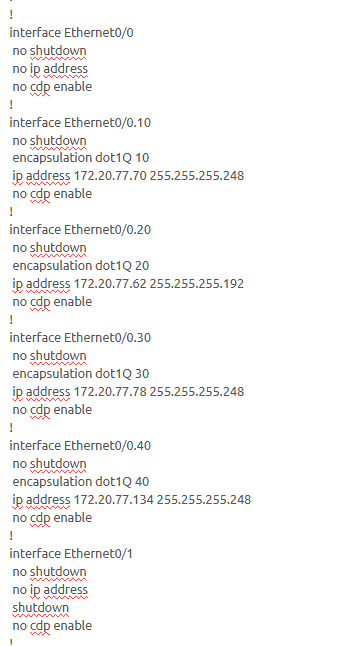 !
interface Ethernet0/0
no shutdown
no ip address
no cdp enable
!
interface Ethernet0/0.10
no shutdown
encapsulation dot1Q 10
ip address 172.20.77.70 255.255.255.248
no cdp enable
!
interface Ethernet0/0.20
no shutdown
encapsulation dot1Q 20
ip address 172.20.77.62 255.255.255.192
no cdp enable
!
interface Ethernet0/0.30
no shutdown
encapsulation dot1Q 30
ip address 172.20.77.78 255.255.255.248
no cdp enable
!
interface Ethernet0/0.40
no shutdown
encapsulation dot1Q 40
ip address 172.20.77.134 255.255.255.248
no cdp enable
!
interface Ethernet0/1
no shutdown
no ip address
shutdown
no cdp enable
!